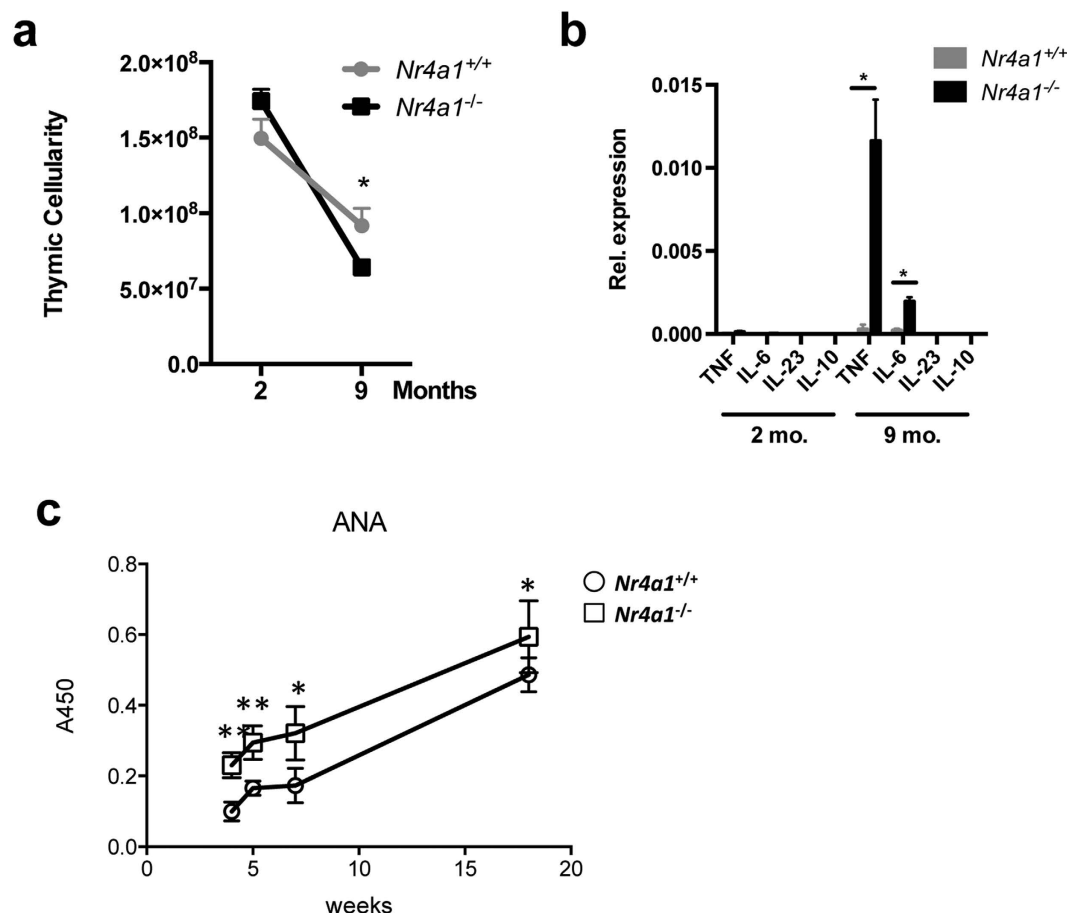 a
Nr4a1+/+
Nr4a1-/-
2.0×10⁸
1.5×10⁸
1.0×10⁸
5.0×10⁷
0.0
Thymic Cellularity
*
2 9 Months
b
Nr4a1+/+
Nr4a1-/-
0.015
0.010
0.005
0.000
Rel. expression
*
*
TNF IL-6 IL-23 IL-10 TNF IL-6 IL-23 IL-10
2 mo. 9 mo.
c
ANA
Nr4a1+/+
Nr4a1-/-
0.8
0.6
0.4
0.2
0.0
A450
**
**
*
*
0 5 10 15 20
weeks